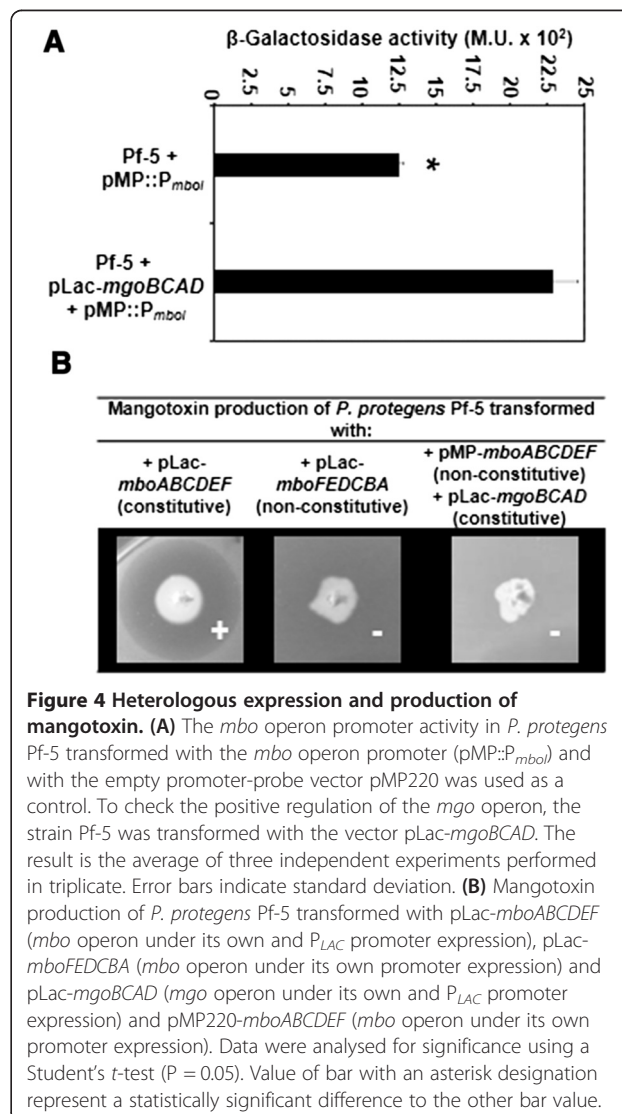 A
β-Galactosidase activity (M.U. x 10²)
0
2.5
5
7.5
10
12.5
15
17.5
20
22.5
25
Pf-5 +
pMP::PmboI
*
Pf-5 +
pLac-mgoBCAD
+ pMP::PmboI
B
Mangotoxin production of P. protegens Pf-5 transformed
with:
+ pLac-
mboABCDEF
(constitutive)
+ pLac-
mboFEDCBA
(non-constitutive)
+ pMP-mboABCDEF
(non-constitutive)
+ pLac-mgoBCAD
(constitutive)
+
-
-
Figure 4 Heterologous expression and production of
mangotoxin. (A) The mbo operon promoter activity in P. protegens
Pf-5 transformed with the mbo operon promoter (pMP::PmboI) and
with the empty promoter-probe vector pMP220 was used as a
control. To check the positive regulation of the mgo operon, the
strain Pf-5 was transformed with the vector pLac-mgoBCAD. The
result is the average of three independent experiments performed
in triplicate. Error bars indicate standard deviation. (B) Mangotoxin
production of P. protegens Pf-5 transformed with pLac-mboABCDEF
(mbo operon under its own and PLAC promoter expression), pLac-
mboFEDCBA (mbo operon under its own promoter expression) and
pLac-mgoBCAD (mgo operon under its own and PLAC promoter
expression) and pMP220-mboABCDEF (mbo operon under its own
promoter expression). Data were analysed for significance using a
Student's t-test (P = 0.05). Value of bar with an asterisk designation
represent a statistically significant difference to the other bar value.